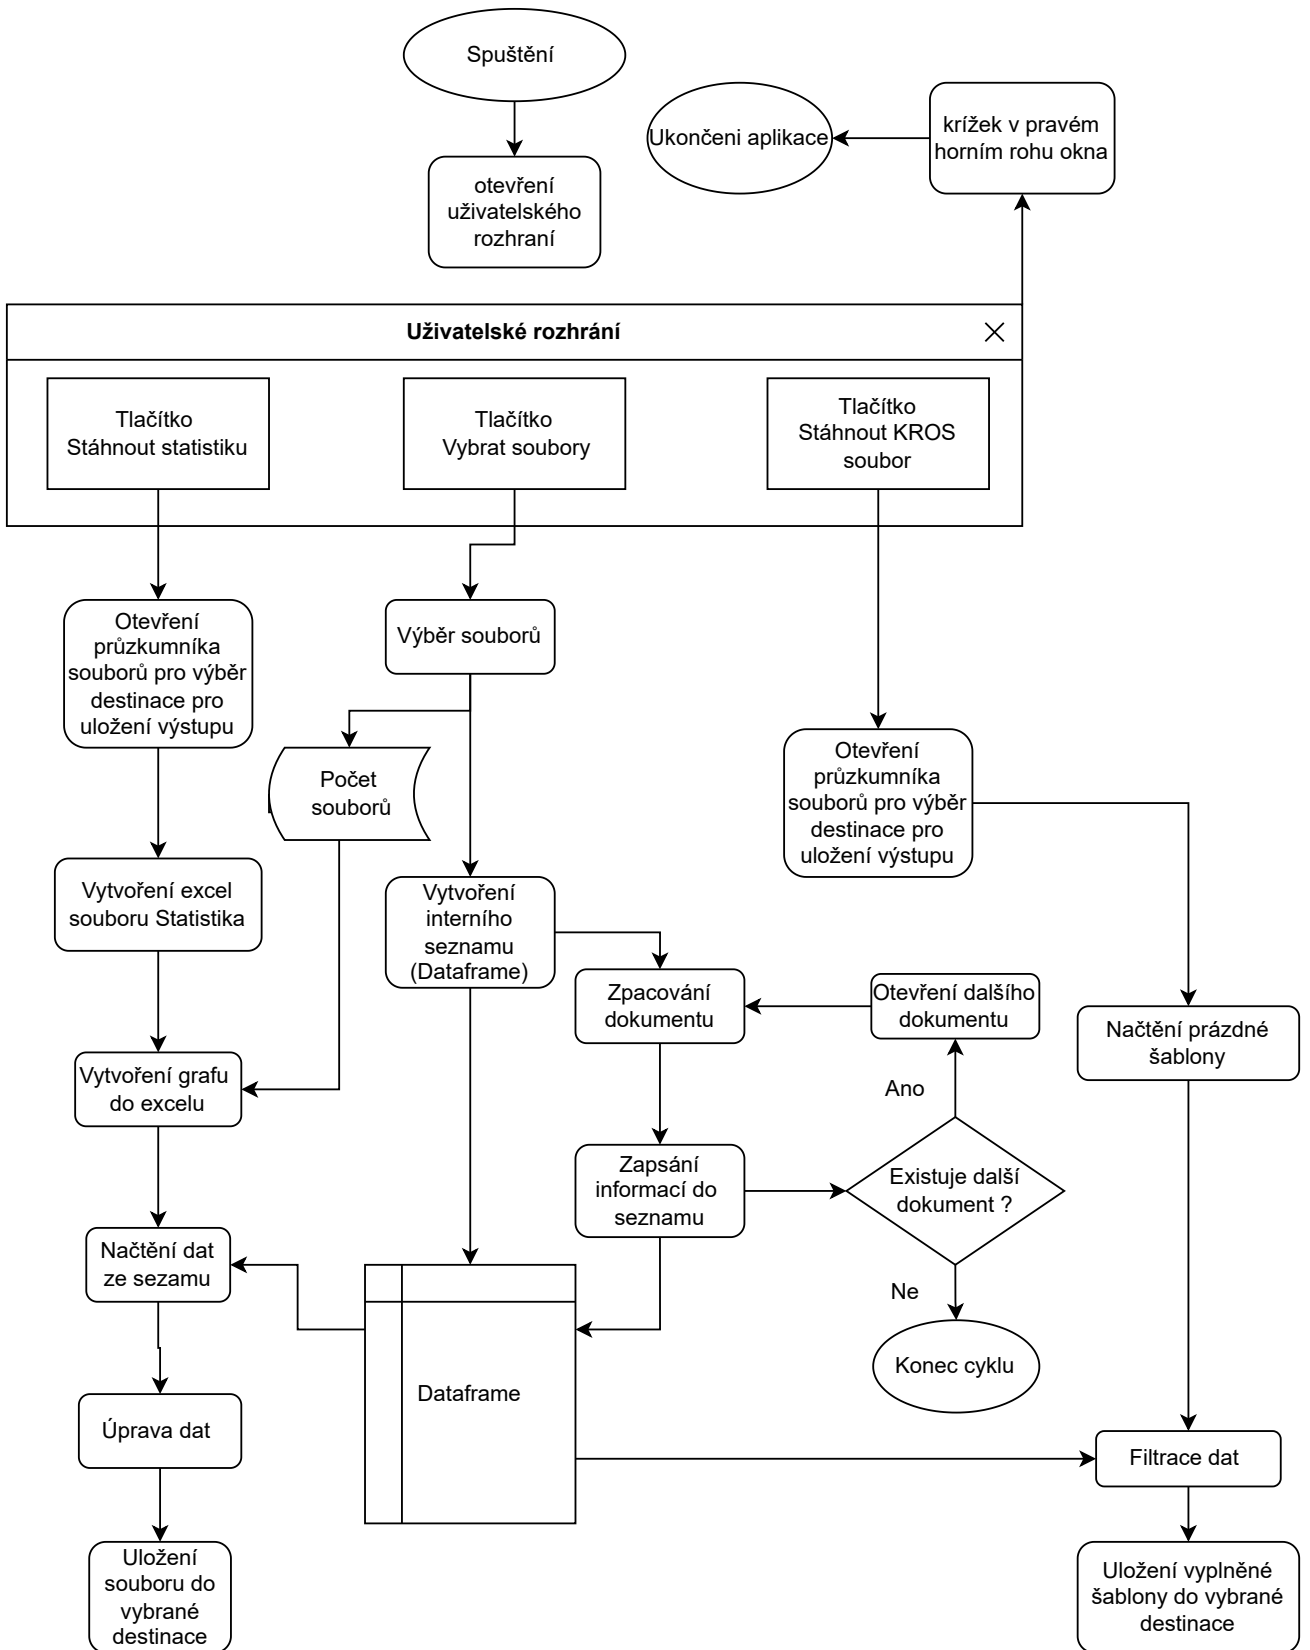 Spuštění
Ukončeni aplikace
krížek v pravém
horním rohu okna
otevření
uživatelského
rozhraní
Uživatelské rozhrání
Tlačítko
Stáhnout statistiku
Tlačítko
Vybrat soubory
Tlačítko
Stáhnout KROS
soubor
Otevření
průzkumníka
souborů pro výběr
destinace pro
uložení výstupu
Výběr souborů
Počet
souborů
Otevření
průzkumníka
souborů pro výběr
destinace pro
uložení výstupu
Vytvoření excel
souboru Statistika
Vytvoření
interního
seznamu
(Dataframe)
Zpacování
dokumentu
Otevření dalšího
dokumentu
Načtění prázdné
šablony
Vytvoření grafu
do excelu
Ano
Zapsání
informací do
seznamu
Existuje další
dokument ?
Načtění dat
ze sezamu
Ne
Konec cyklu
Dataframe
Úprava dat
Filtrace dat
Uložení
souboru do
vybrané
destinace
Uložení vyplněné
šablony do vybrané
destinace